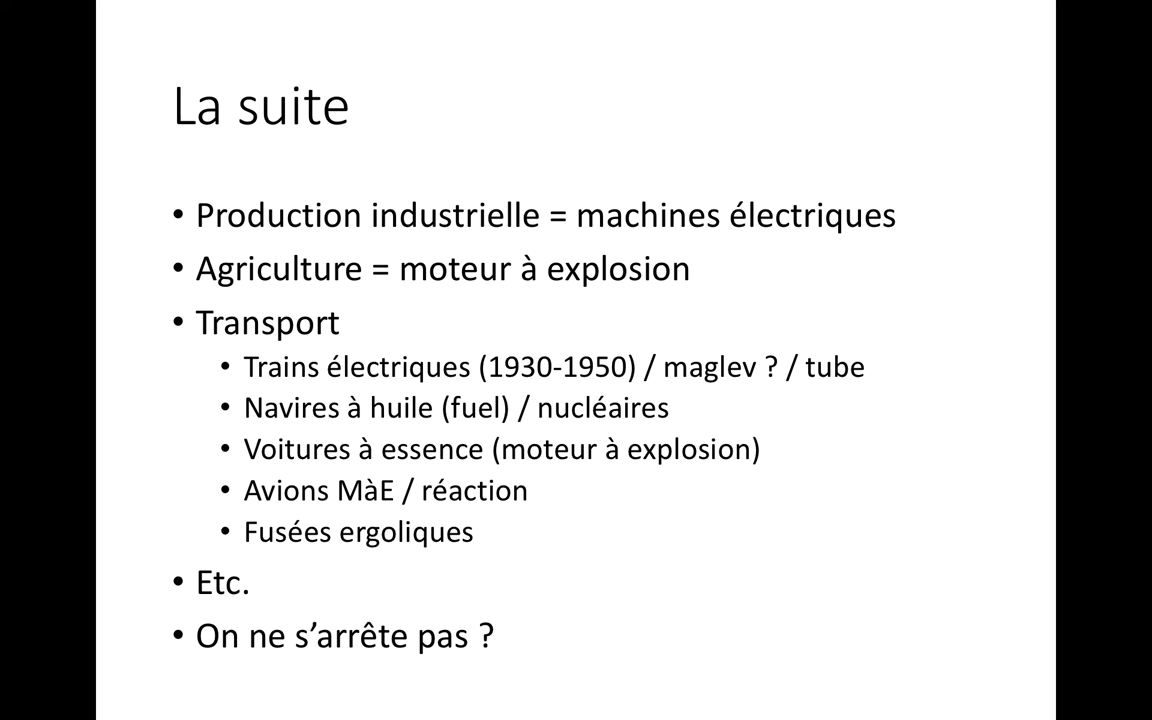 La suite
• Production industrielle = machines électriques
• Agriculture = moteur à explosion
• Transport
• Trains électriques (1930-1950) / maglev ? / tube
• Navires à huile (fuel) / nucléaires
• Voitures à essence (moteur à explosion)
• Avions MàE / réaction
• Fusées ergoliques
• Etc.
• On ne s’arrête pas ?